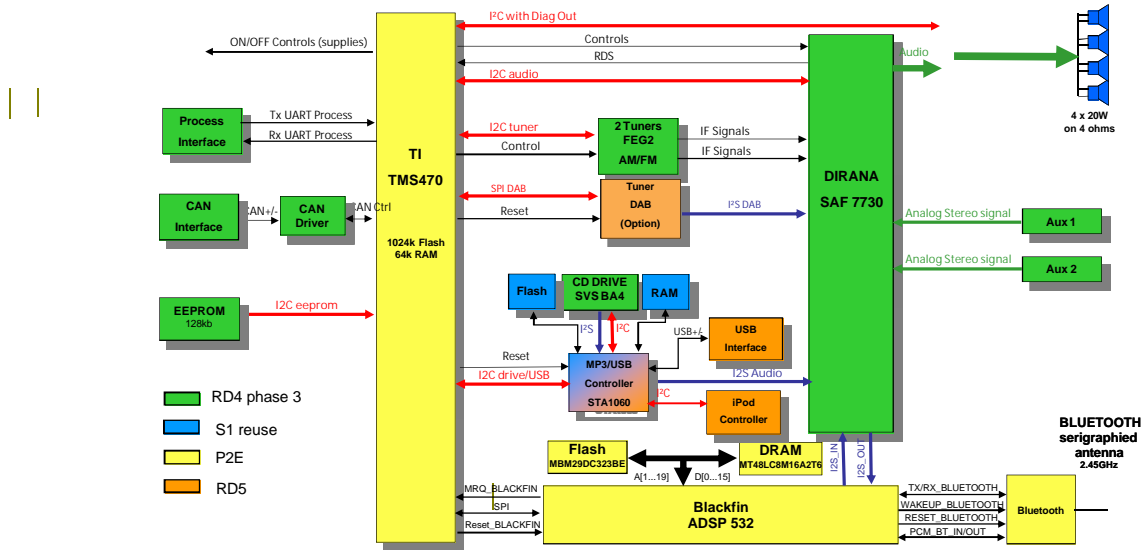 I²C with Diag Out
ON/OFF Controls (supplies)
Controls
RDS
I2C audio
Audio
4 x 20W
on 4 ohms
Process
Interface
Tx UART Process
Rx UART Process
TI
TMS470
1024k Flash
64k RAM
I2C tuner
Control
2 Tuners
FEG2
AM/FM
IF Signals
IF Signals
DIRANA
SAF 7730
SPI DAB
Reset
Tuner
DAB
(Option)
I²S DAB
CAN
Interface
CAN+/-
CAN
Driver
CAN Ctrl
Analog Stereo signal
Aux 1
Analog Stereo signal
Aux 2
EEPROM
128kb
I2C eeprom
Flash
CD DRIVE
SVS BA4
RAM
I²S
I²C
USB+/-
USB
Interface
Reset
I2C drive/USB
MP3/USB
Controller
STA1060
I2S Audio
I²C
iPod
Controller
RD4 phase 3
S1 reuse
P2E
RD5
Flash
MBM29DC323BE
DRAM
MT48LC8M16A2T6
A[1...19]
D[0...15]
I2S_IN
I2S_OUT
BLUETOOTH
serigraphied
antenna
2.45GHz
MRQ_BLACKFIN
SPI
Reset_BLACKFIN
Blackfin
ADSP 532
TX/RX_BLUETOOTH
WAKEUP_BLUETOOTH
RESET_BLUETOOTH
PCM_BT_IN/OUT
Bluetooth